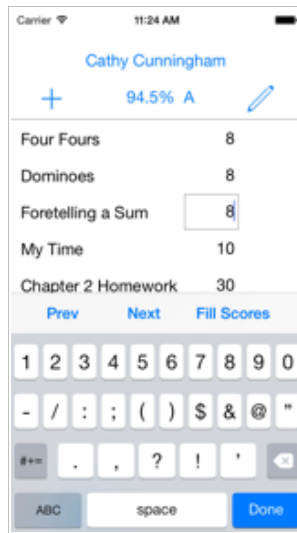 Carrier 11:24 AM
Cathy Cunningham
+ 94.5% A
Four Fours 8
Dominoes 8
Foretelling a Sum 8
My Time 10
Chapter 2 Homework 30
Prev Next Fill Scores
1 2 3 4 5 6 7 8 9 0
- / : ; ( ) $ & @ "
#+= . , ? ! '
ABC space Done